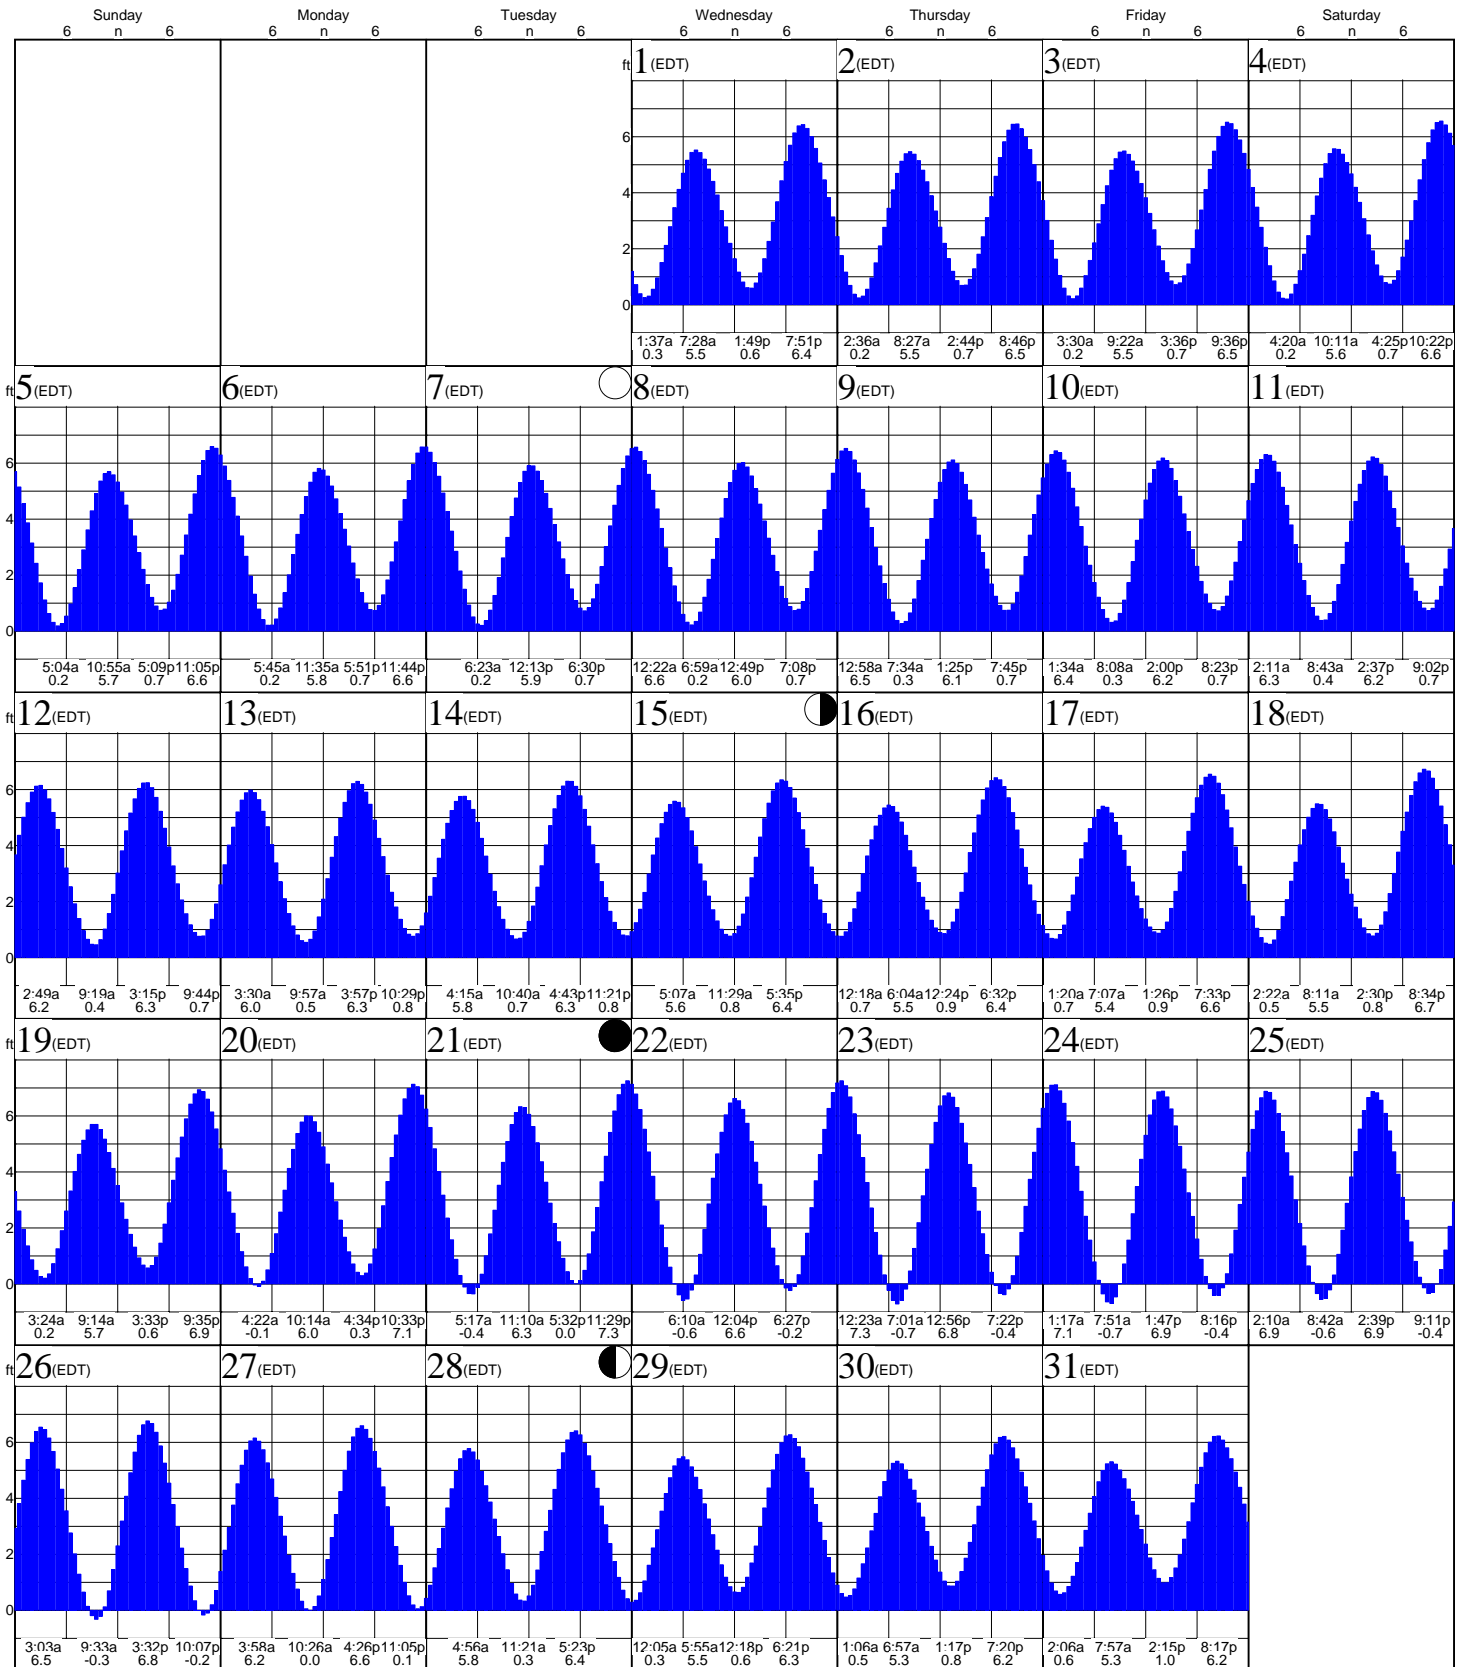 Sunday Monday Tuesday Wednesday Thursday Friday Saturday
6 n 6 6 n 6 6 n 6 6 n 6 6 n 6 6 n 6 6 n 6
ft 1(EDT) 2(EDT) 3(EDT) 4(EDT)
6
4
2
0
1:37a 7:28a 1:49p 7:51p 2:36a 8:27a 2:44p 8:46p 3:30a 9:22a 3:36p 9:36p 4:20a 10:11a 4:25p 10:22p
0.3 5.5 0.6 6.4 0.2 5.5 0.7 6.5 0.2 5.5 0.7 6.5 0.2 5.6 0.7 6.6
ft 5(EDT) 6(EDT) 7(EDT) 8(EDT) 9(EDT) 10(EDT) 11(EDT)
6
4
2
0
5:04a 10:55a 5:09p 11:05p 5:45a 11:35a 5:51p 11:44p 6:23a 12:13p 6:30p 12:22a 6:59a 12:49p 7:08p 12:58a 7:34a 1:25p 7:45p 1:34a 8:08a 2:00p 8:23p 2:11a 8:43a 2:37p 9:02p
0.2 5.7 0.7 6.6 0.2 5.8 0.7 6.6 0.2 5.9 0.7 6.6 0.2 6.0 0.7 6.5 0.3 6.1 0.7 6.4 0.3 6.2 0.7 6.3 0.4 6.2 0.7
ft 12(EDT) 13(EDT) 14(EDT) 15(EDT) 16(EDT) 17(EDT) 18(EDT)
6
4
2
0
2:49a 9:19a 3:15p 9:44p 3:30a 9:57a 3:57p 10:29p 4:15a 10:40a 4:43p 11:21p 5:07a 11:29a 5:35p 12:18a 6:04a 12:24p 6:32p 1:20a 7:07a 1:26p 7:33p 2:22a 8:11a 2:30p 8:34p
6.2 0.4 6.3 0.7 6.0 0.5 6.3 0.8 5.8 0.7 6.3 0.8 5.6 0.8 6.4 0.7 5.5 0.9 6.4 0.7 5.4 0.9 6.6 0.5 5.5 0.8 6.7
ft 19(EDT) 20(EDT) 21(EDT) 22(EDT) 23(EDT) 24(EDT) 25(EDT)
6
4
2
0
3:24a 9:14a 3:33p 9:35p 4:22a 10:14a 4:34p 10:33p 5:17a 11:10a 5:32p 11:29p 6:10a 12:04p 6:27p 12:23a 7:01a 12:56p 7:22p 1:17a 7:51a 1:47p 8:16p 2:10a 8:42a 2:39p 9:11p
0.2 5.7 0.6 6.9 -0.1 6.0 0.3 7.1 -0.4 6.3 0.0 7.3 -0.6 6.6 -0.2 7.3 -0.7 6.8 -0.4 7.1 -0.7 6.9 -0.4 6.9 -0.6 6.9 -0.4
ft 26(EDT) 27(EDT) 28(EDT) 29(EDT) 30(EDT) 31(EDT)
6
4
2
0
3:03a 9:33a 3:32p 10:07p 3:58a 10:26a 4:26p 11:05p 4:56a 11:21a 5:23p 12:05a 5:55a 12:18p 6:21p 1:06a 6:57a 1:17p 7:20p 2:06a 7:57a 2:15p 8:17p
6.5 -0.3 6.8 -0.2 6.2 0.0 6.6 0.1 5.8 0.3 6.4 0.3 5.5 0.6 6.3 0.5 5.3 0.8 6.2 0.6 5.3 1.0 6.2